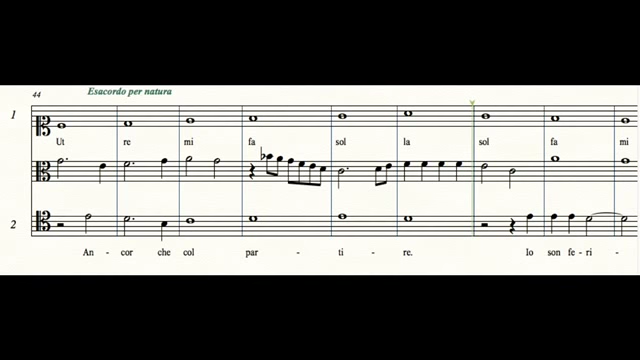 44
Esacordo per natura
1
Ut re mi fa sol la sol fa mi
2
An - cor che col par - ti - re. lo son fe - ri -